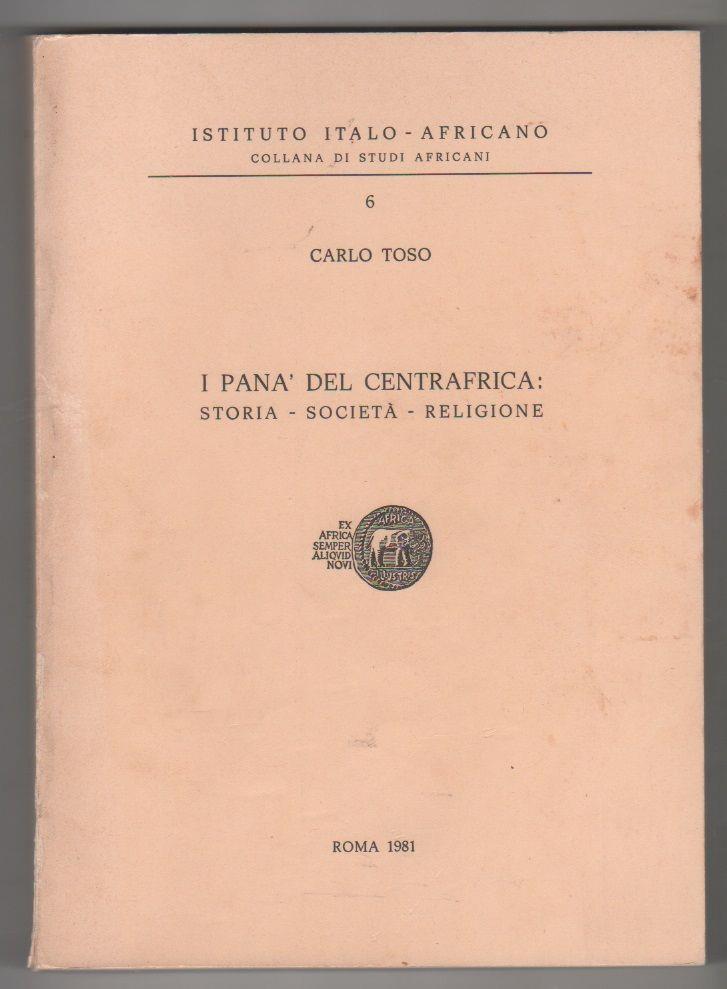 ISTITUTO ITALO - AFRICANO
COLLANA DI STUDI AFRICANI
6
CARLO TOSO
I PANA' DEL CENTRAFRICA:
STORIA - SOCIETÀ - RELIGIONE
EX
AFRICA
SEMPER
ALIQVID
NOVI
AFRICA
ROMA 1981